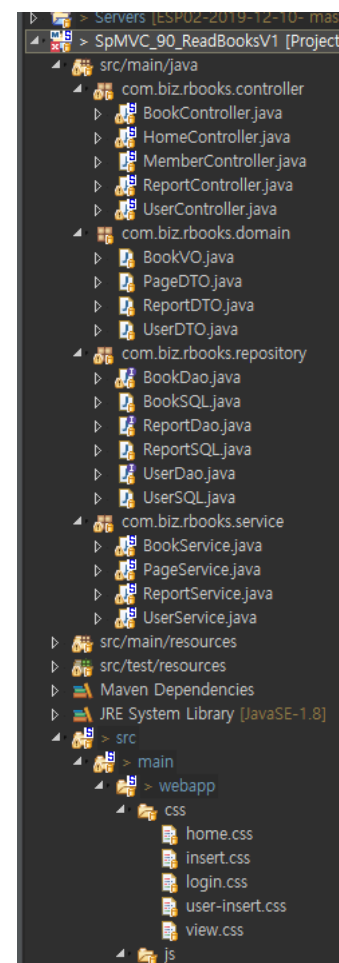 > Servers [ESP02-2019-12-10- mas
> SpMVC_90_ReadBooksV1 [Project
src/main/java
com.biz.rbooks.controller
BookController.java
HomeController.java
MemberController.java
ReportController.java
UserController.java
com.biz.rbooks.domain
BookVO.java
PageDTO.java
ReportDTO.java
UserDTO.java
com.biz.rbooks.repository
BookDao.java
BookSQL.java
ReportDao.java
ReportSQL.java
UserDao.java
UserSQL.java
com.biz.rbooks.service
BookService.java
PageService.java
ReportService.java
UserService.java
src/main/resources
src/test/resources
Maven Dependencies
JRE System Library [JavaSE-1.8]
> src
> main
> webapp
css
home.css
insert.css
login.css
user-insert.css
view.css
js